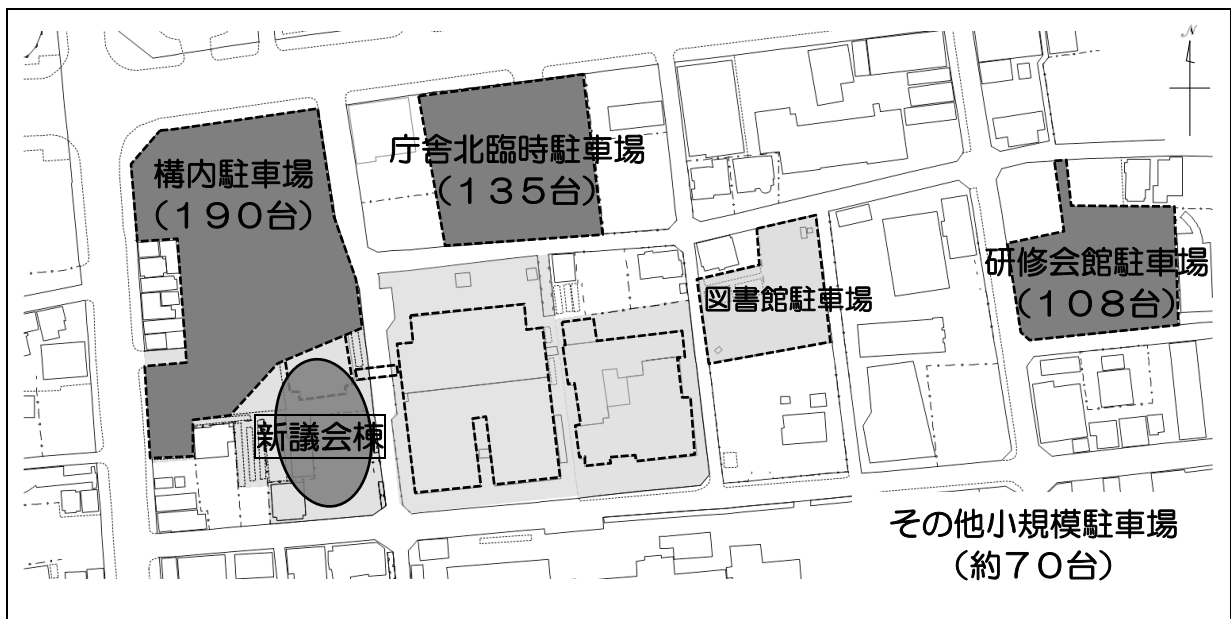 N
庁舎北臨時駐車場
（１３５台）
構内駐車場
（１９０台）
研修会館駐車場
（１０８台）
図書館駐車場
新議会棟
その他小規模駐車場
（約７０台）